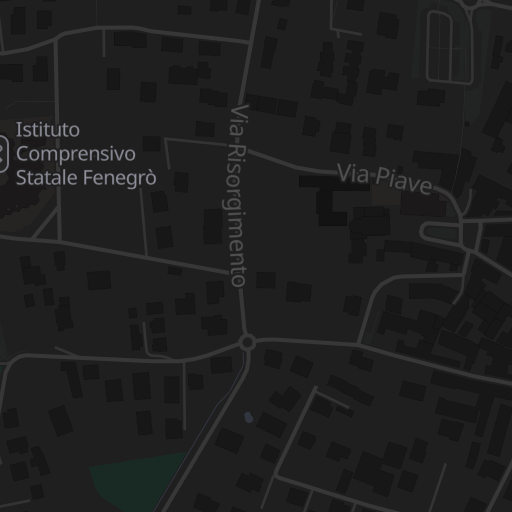 Istituto
Comprensivo
Statale Fenegrò
Via Risorgimento
Via Piave